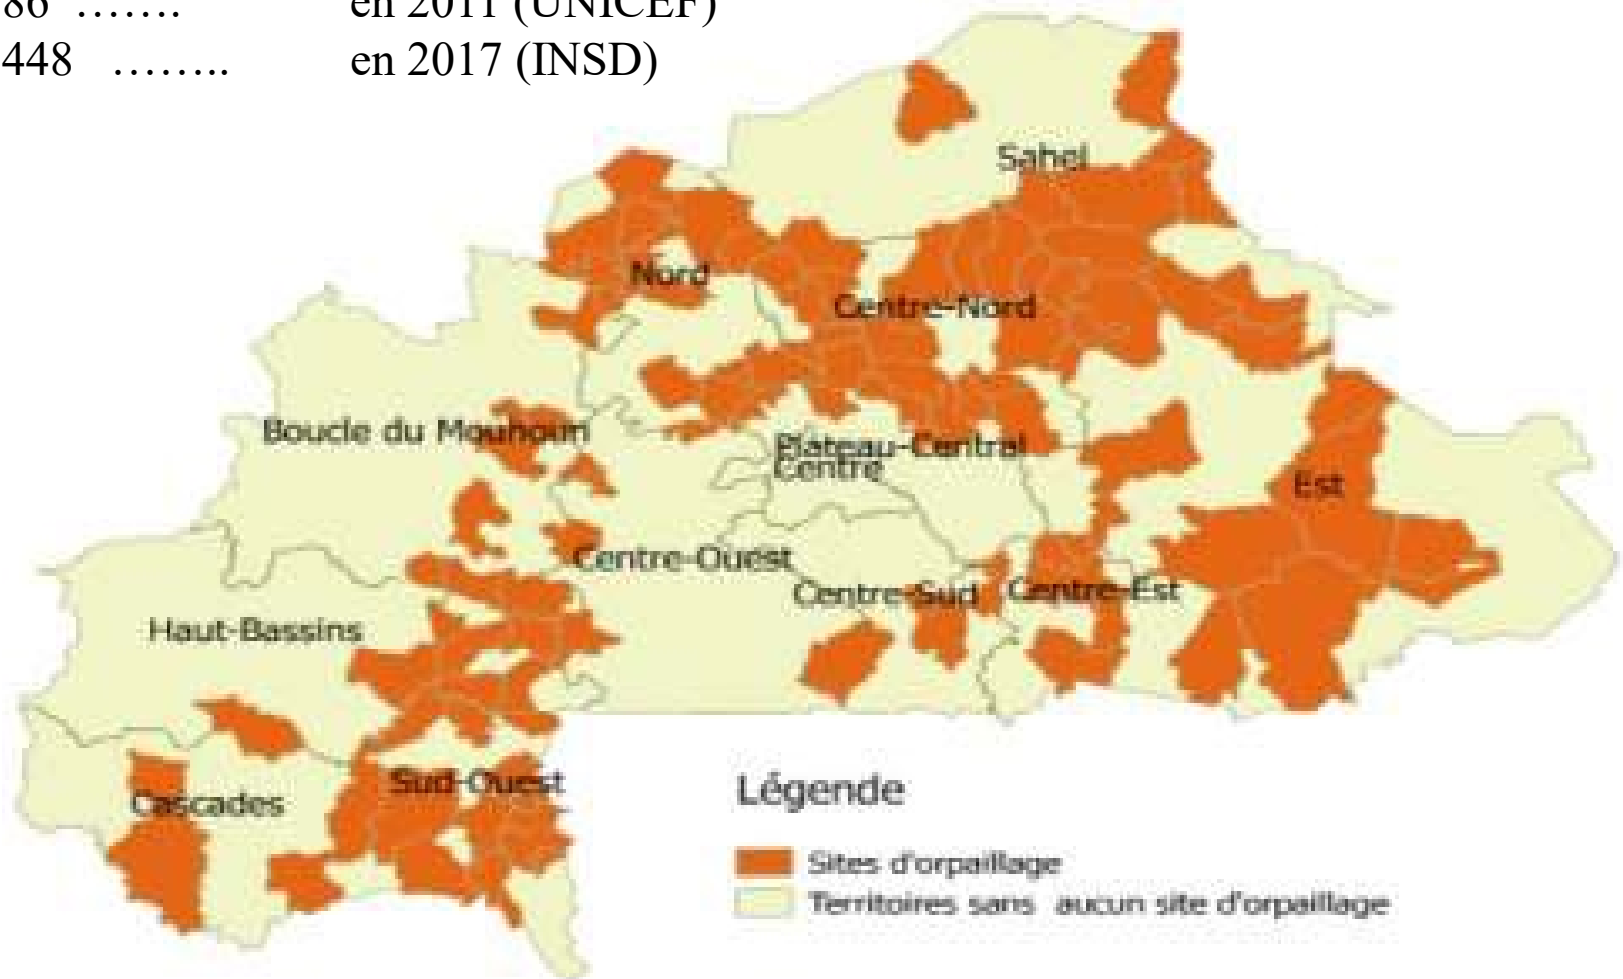 86 ....... en 2011 (UNICEF)
448 ........ en 2017 (INSD)
Sahel
Nord
Centre-Nord
Boucle du Mouhoun
Plateau-Central
Centre
Est
Centre-Ouest
Centre-Sud
Centre-Est
Haut-Bassins
Sud-Ouest
Cascades
Légende
Sites d'orpaillage
Territoires sans aucun site d'orpaillage